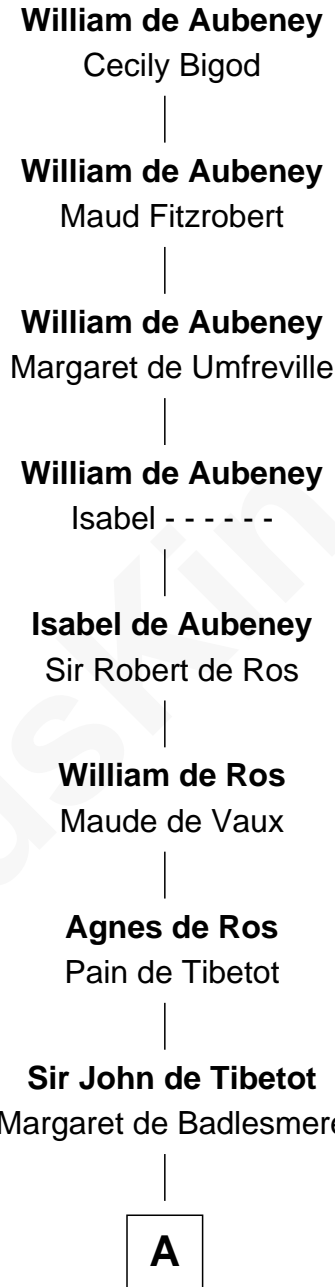 William de Aubeney
Cecily Bigod
William de Aubeney
Maud Fitzrobert
William de Aubeney
Margaret de Umfreville
William de Aubeney
Isabel - - - - - -
Isabel de Aubeney
Sir Robert de Ros
William de Ros
Maude de Vaux
Agnes de Ros
Pain de Tibetot
Sir John de Tibetot
Margaret de Badlesmere
A